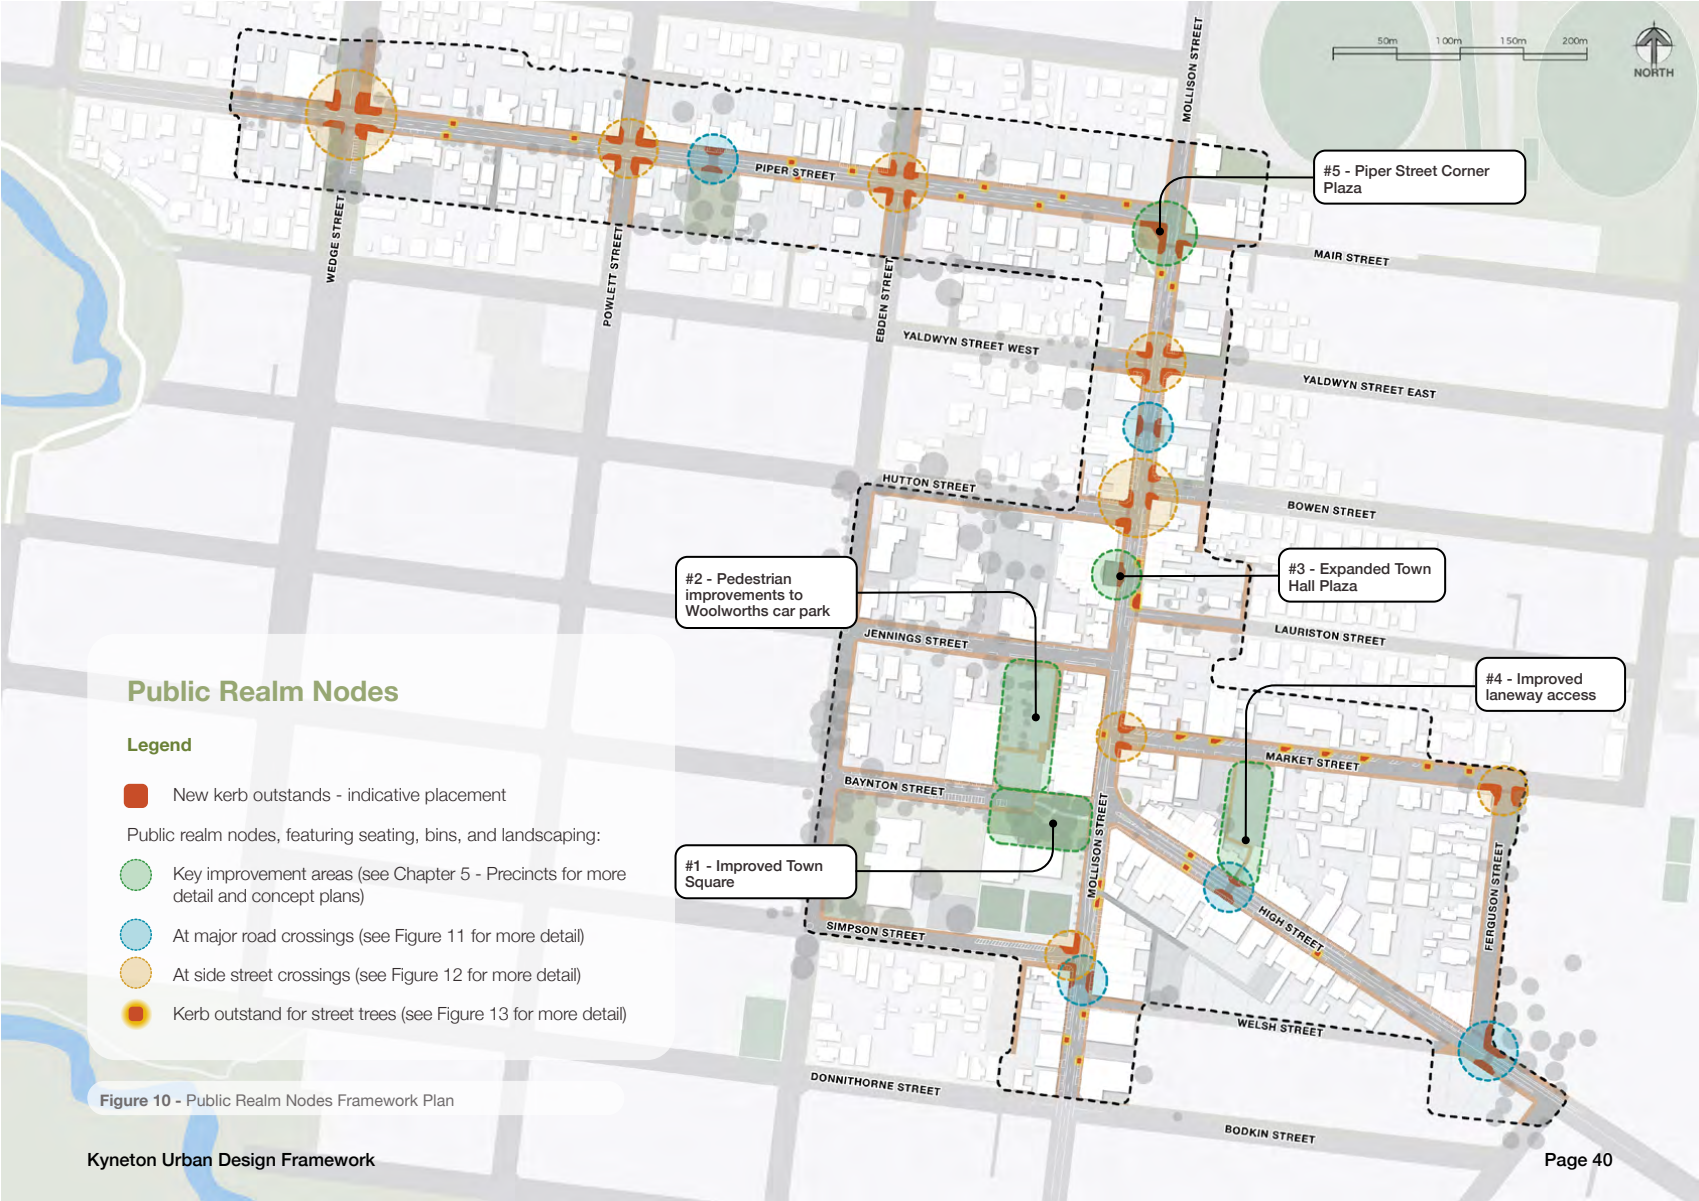 MOLLISON STREET
50m 100m 150m 200m
NORTH
#5 - Piper Street Corner
Plaza
PIPER STREET
WEDGE STREET
POWLETT STREET
EBDEN STREET
MAIR STREET
YALDWYN STREET WEST
YALDWYN STREET EAST
HUTTON STREET
BOWEN STREET
#2 - Pedestrian
improvements to
Woolworths car park
#3 - Expanded Town
Hall Plaza
JENNINGS STREET
LAURISTON STREET
#4 - Improved
laneway access
MARKET STREET
BAYNTON STREET
MOLLISON STREET
#1 - Improved Town
Square
FERGUSON STREET
HIGH STREET
SIMPSON STREET
WELSH STREET
DONNITHORNE STREET
BODKIN STREET
Public Realm Nodes
Legend
New kerb outstands - indicative placement
Public realm nodes, featuring seating, bins, and landscaping:
Key improvement areas (see Chapter 5 - Precincts for more
detail and concept plans)
At major road crossings (see Figure 11 for more detail)
At side street crossings (see Figure 12 for more detail)
Kerb outstand for street trees (see Figure 13 for more detail)
Figure 10 - Public Realm Nodes Framework Plan
Kyneton Urban Design Framework
Page 40